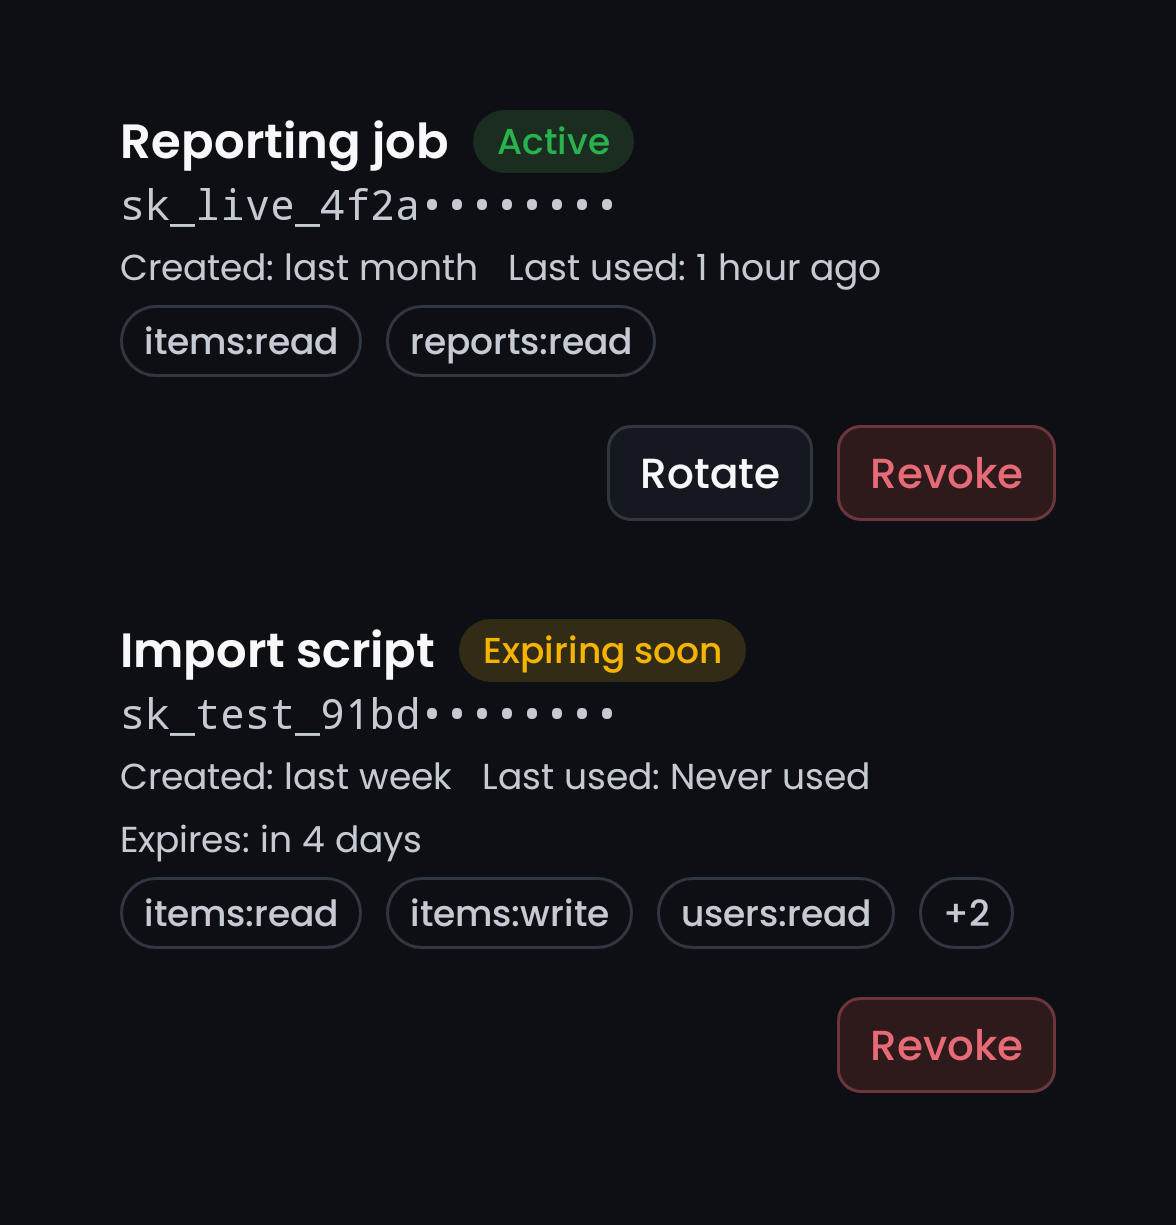 Reporting job Active
sk_live_4f2a••••••••
Created: last month Last used: 1 hour ago
items:read reports:read
Rotate Revoke
Import script Expiring soon
sk_test_91bd••••••••
Created: last week Last used: Never used
Expires: in 4 days
items:read items:write users:read +2
Revoke